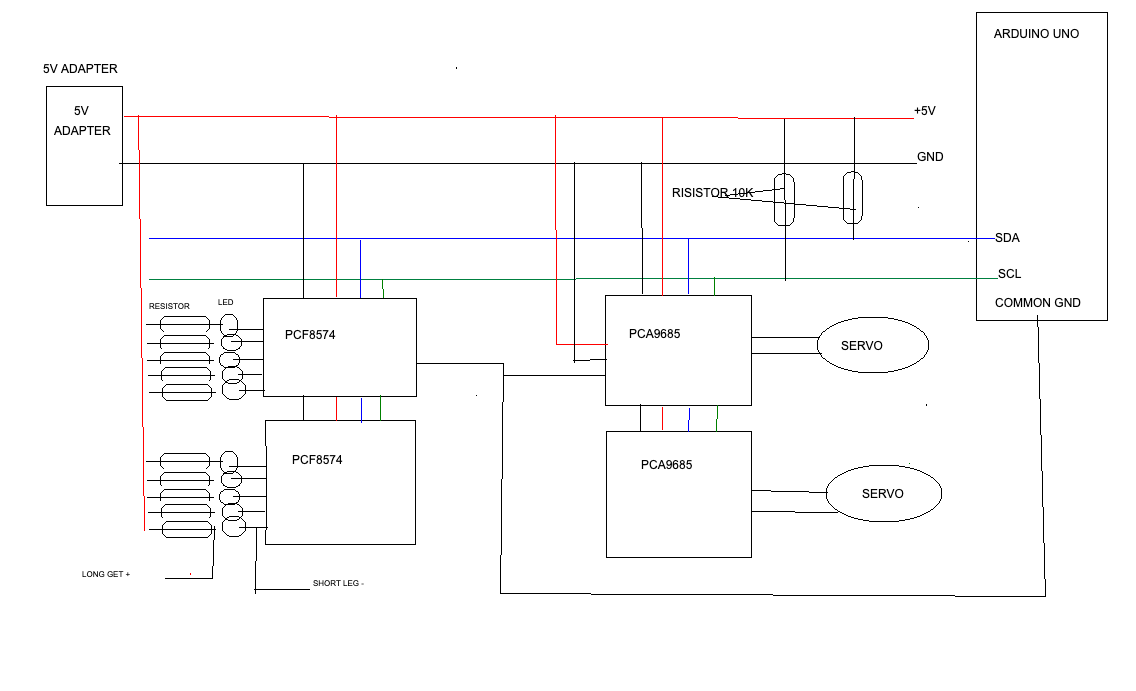 ARDUINO UNO
5V ADAPTER
5V
ADAPTER
+5V
GND
RISISTOR 10K
SDA
SCL
COMMON GND
RESISTOR
LED
PCF8574
PCA9685
SERVO
PCF8574
PCA9685
SERVO
LONG GET +
SHORT LEG -